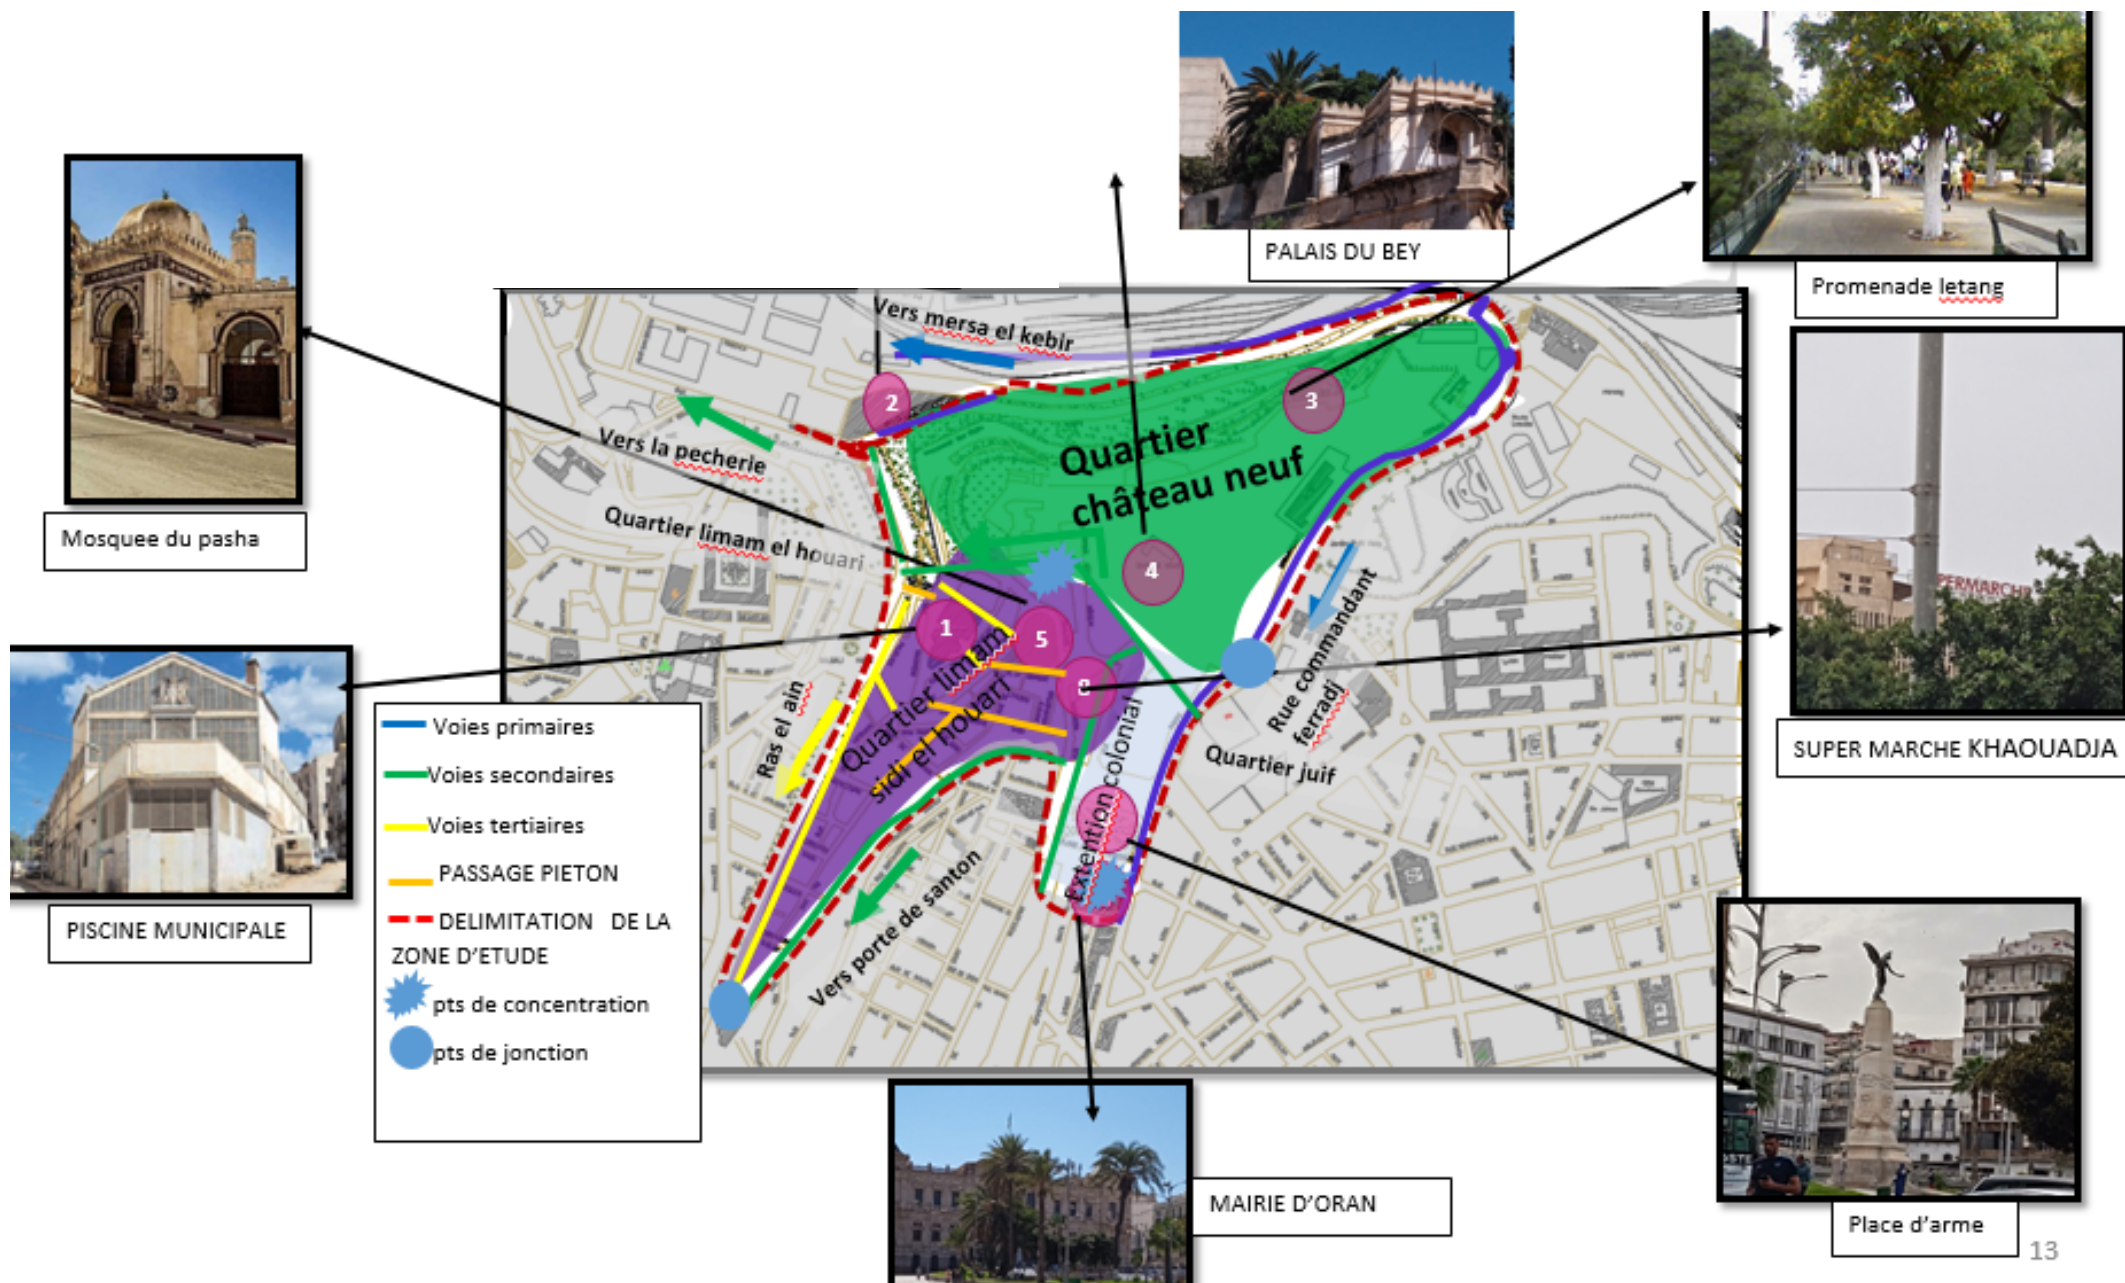 PALAIS DU BEY
Promenade letang
Vers mersa el kebir
2
3
Vers la pecherie
Quartier
château neuf
Mosquee du pasha
Quartier limam el houari
4
PERMARCHE
1
5
Quartier limam
sidi el houari
8
Rue commandant
ferradj
Ras el ain
Extention colonial
Quartier juif
SUPER MARCHE KHAOUADJA
Voies primaires
Voies secondaires
Voies tertiaires
PASSAGE PIETON
DELIMITATION DE LA
ZONE D'ETUDE
pts de concentration
pts de jonction
PISCINE MUNICIPALE
Vers porte de santon
MAIRIE D'ORAN
Place d'arme
13